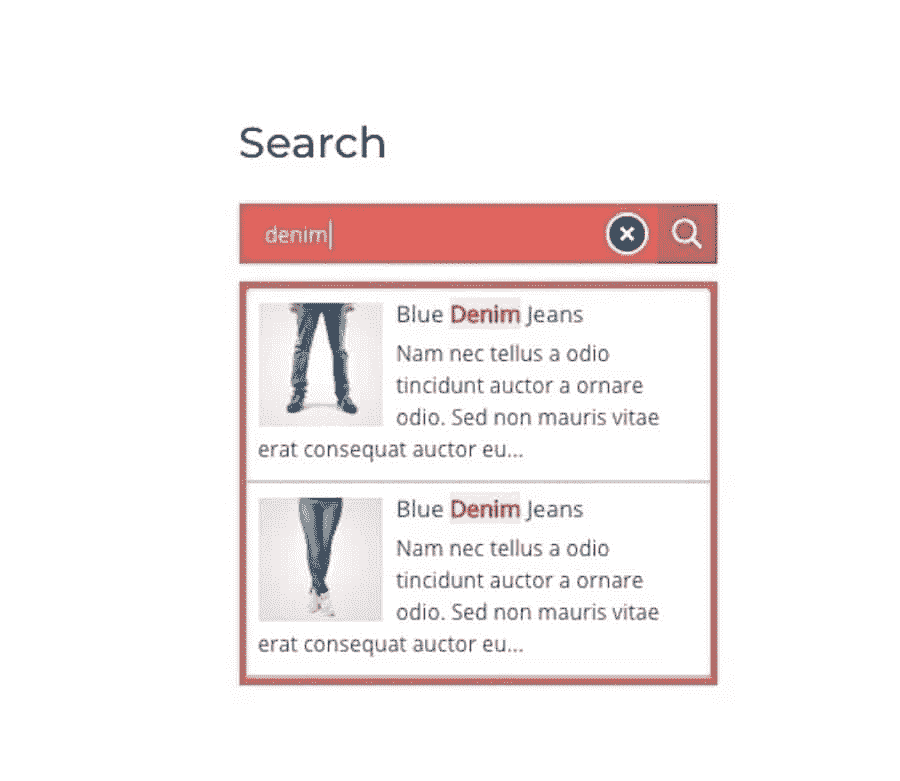 Search
denim
Blue Denim Jeans
Nam nec tellus a odio
tincidunt auctor a ornare
odio. Sed non mauris vitae
erat consequat auctor eu...
Blue Denim Jeans
Nam nec tellus a odio
tincidunt auctor a ornare
odio. Sed non mauris vitae
erat consequat auctor eu...